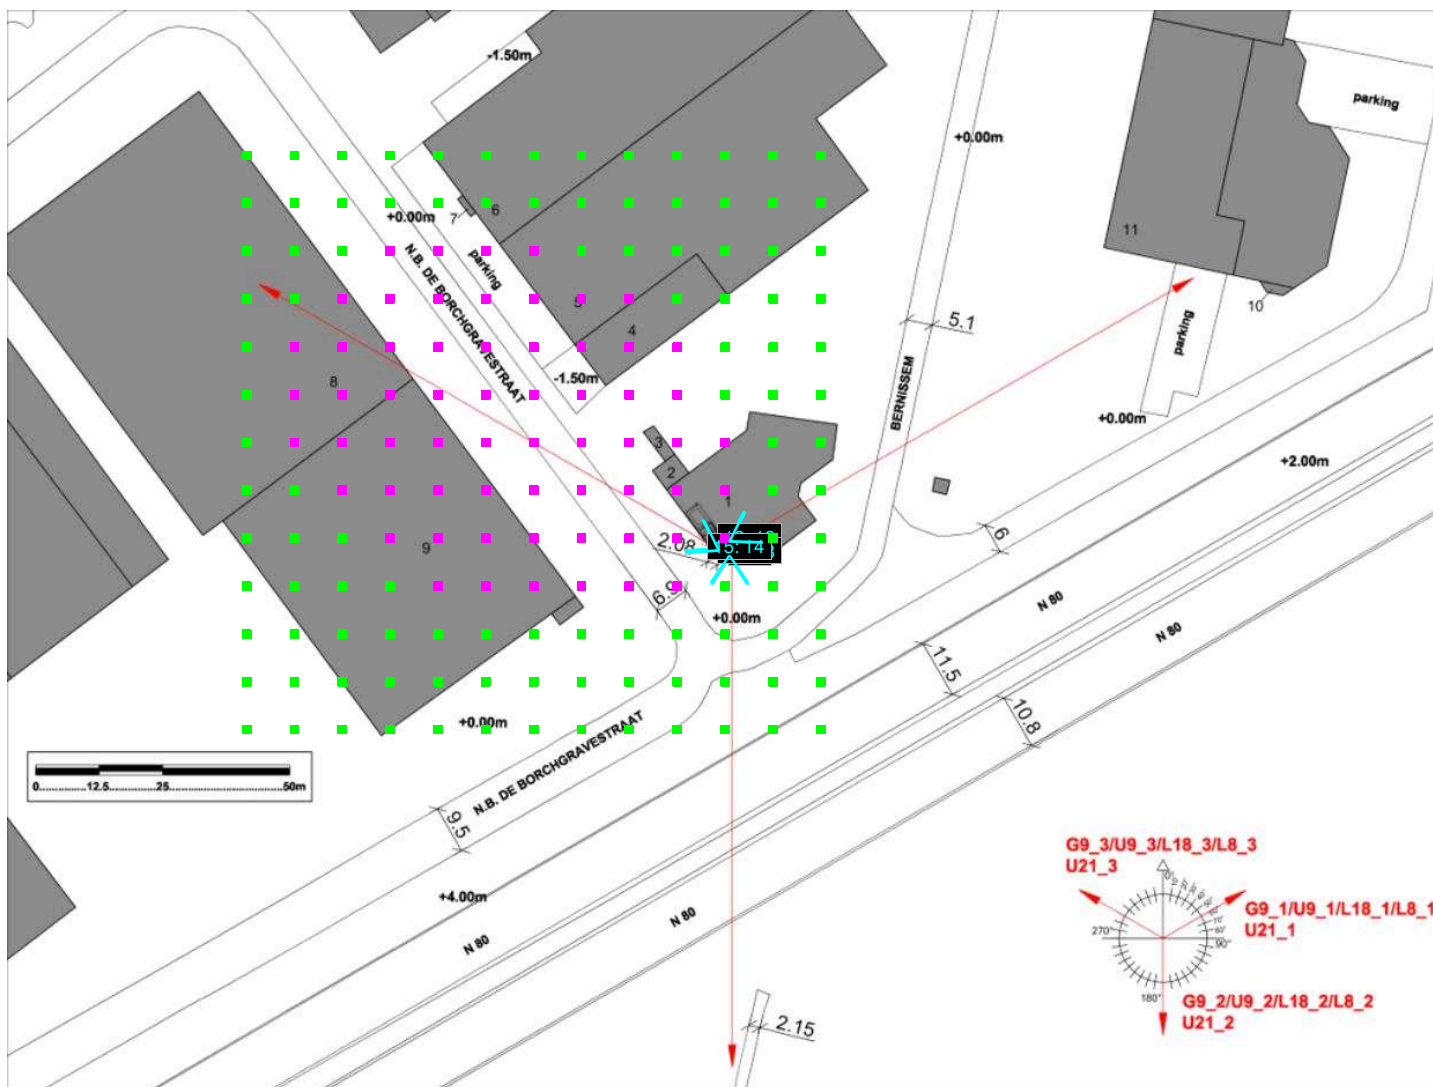 -1.50m
parking
+0.00m
+0.00m
7
6
parking
N.B. DE BORCHGRAVESTRAAT
11
10
5
4
5.1
parking
8
-1.50m
BERNISSEM
+0.00m
3
2
1
+2.00m
9
2.08
15: 14
6
6.9
+0.00m
N 80
N 80
11.5
10.8
+0.00m
N.B. DE BORCHGRAVESTRAAT
0
12.5
25
50m
9.5
+4.00m
N 80
N 80
G9_3/U9_3/L18_3/L8_3
U21_3
G9_1/U9_1/L18_1/L8_1
U21_1
270°
90°
180°
G9_2/U9_2/L18_2/L8_2
U21_2
2.15